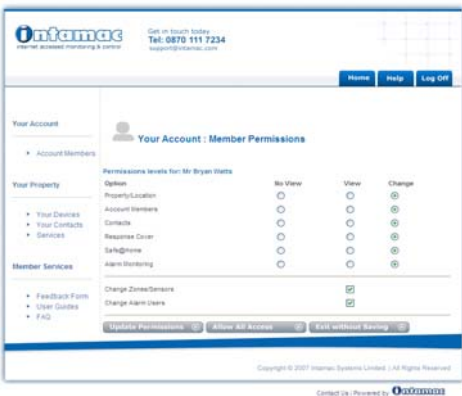 intamac
internet accessed monitoring & control
Get in touch today
Tel: 0870 111 7234
support@intamac.com
Home Help Log Off
Your Account
Account Members
Your Property
Your Devices
Your Contacts
Services
Member Services
Feedback Form
User Guides
FAQ
Your Account : Member Permissions
Permissions levels for: Mr Bryan Watts
Option No View View Change
Property/Location
Account Members
Contacts
Response Cover
Safe@Home
Alarm Monitoring
Change Zones/Sensors
Change Alarm Users
Update Permissions Allow All Access Exit without Saving
Copyright © 2007 Intamac Systems Limited. | All Rights Reserved
Contact Us | Powered by intamac